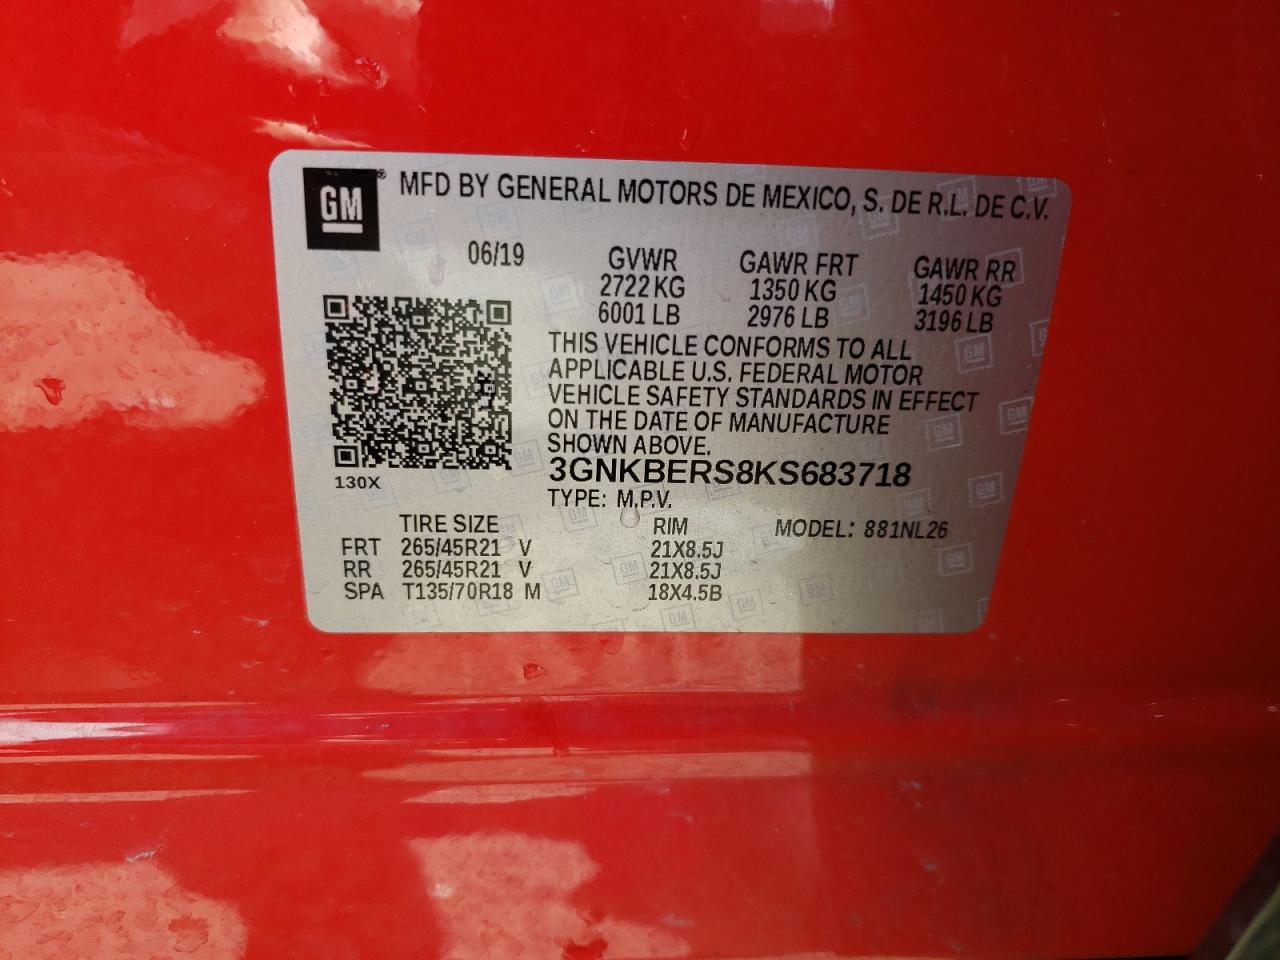 GM ® MFD BY GENERAL MOTORS DE MEXICO, S. DE R.L. DE C.V.
06/19 GVWR GAWR FRT GAWR RR
2722 KG 1350 KG 1450 KG
6001 LB 2976 LB 3196 LB
THIS VEHICLE CONFORMS TO ALL
APPLICABLE U.S. FEDERAL MOTOR
VEHICLE SAFETY STANDARDS IN EFFECT
ON THE DATE OF MANUFACTURE
SHOWN ABOVE.
3GNKBERS8KS683718
130X
TYPE: M.P.V.
TIRE SIZE RIM MODEL: 881NL26
FRT 265/45R21 V 21X8.5J
RR 265/45R21 V 21X8.5J
SPA T135/70R18 M 18X4.5B